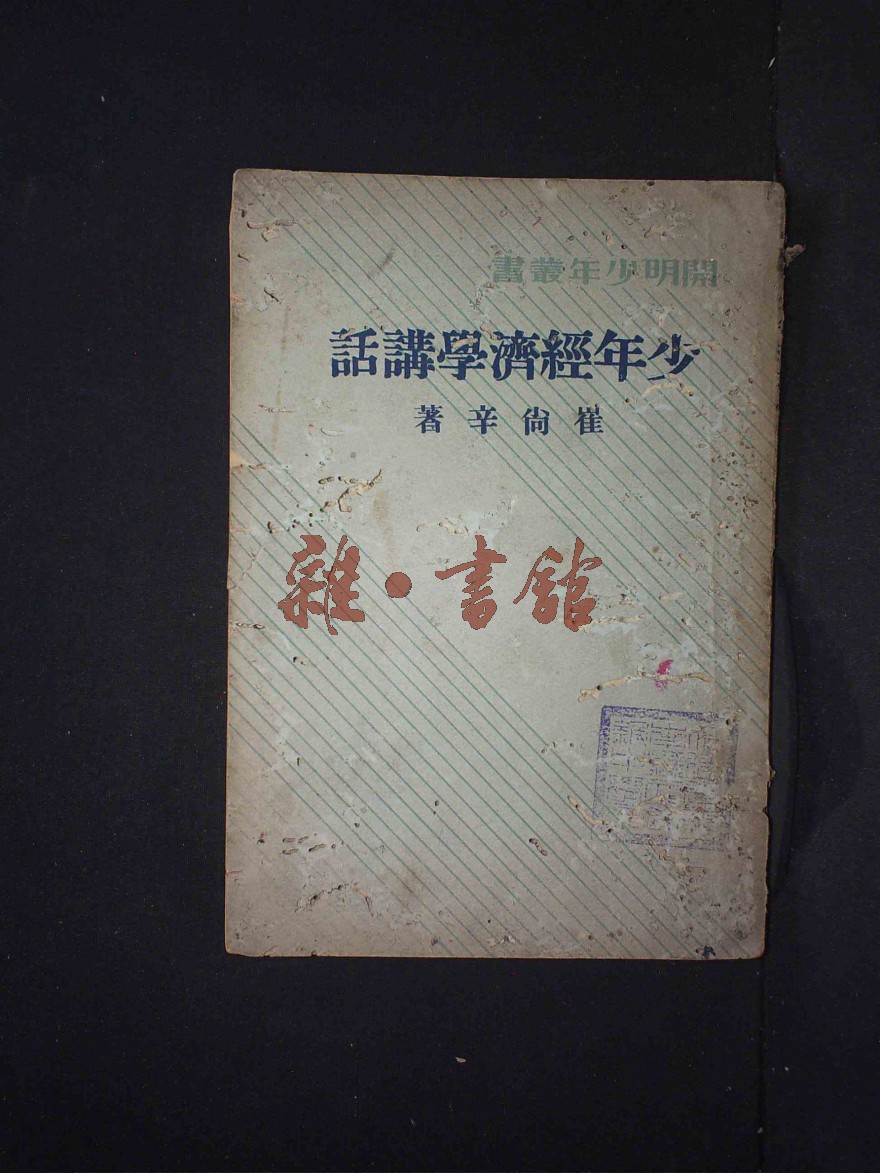 開明少年叢書
少年經濟學講話
崔尙辛著
雜·書館